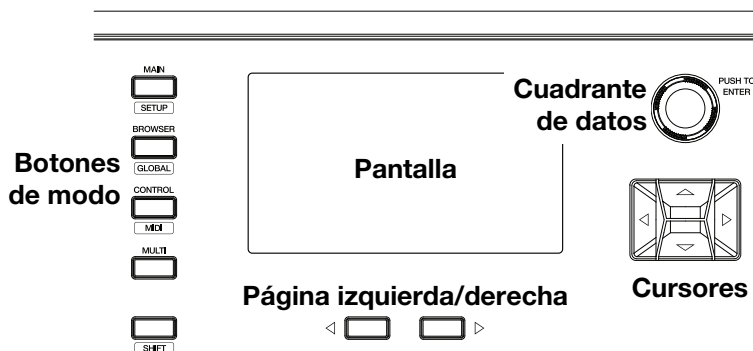 MAIN
SETUP
BROWSER
GLOBAL
CONTROL
MIDI
MULTI
SHIFT
Botones
de modo
Pantalla
Página izquierda/derecha
Cuadrante
de datos
PUSH TO
ENTER
Cursores